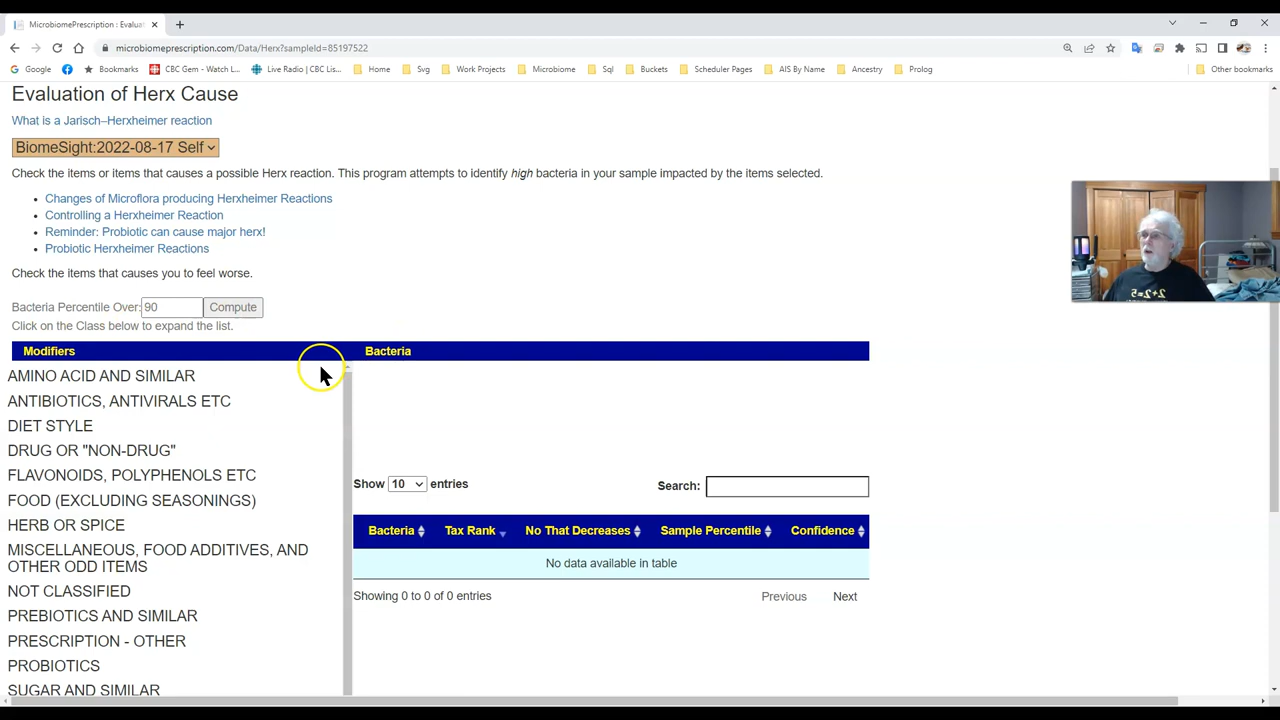 MicrobiomePrescription : Evalua
microbiomeprescription.com/Data/Herx?sampleId=85197522
Google Bookmarks CBC Gem - Watch L... Live Radio | CBC Lis... Home Svg Work Projects Microbiome Sql Buckets Scheduler Pages AIS By Name Ancestry Prolog Other bookmarks
Evaluation of Herx Cause
What is a Jarisch–Herxheimer reaction
BiomeSight:2022-08-17 Self
Check the items or items that causes a possible Herx reaction. This program attempts to identify high bacteria in your sample impacted by the items selected.
Changes of Microflora producing Herxheimer Reactions
Controlling a Herxheimer Reaction
Reminder: Probiotic can cause major herx!
Probiotic Herxheimer Reactions
Check the items that causes you to feel worse.
Bacteria Percentile Over: 90 Compute
Click on the Class below to expand the list.
Modifiers Bacteria
AMINO ACID AND SIMILAR
ANTIBIOTICS, ANTIVIRALS ETC
DIET STYLE
DRUG OR "NON-DRUG"
FLAVONOIDS, POLYPHENOLS ETC
FOOD (EXCLUDING SEASONINGS)
HERB OR SPICE
MISCELLANEOUS, FOOD ADDITIVES, AND
OTHER ODD ITEMS
NOT CLASSIFIED
PREBIOTICS AND SIMILAR
PRESCRIPTION - OTHER
PROBIOTICS
SUGAR AND SIMILAR
Show 10 entries Search:
Bacteria Tax Rank No That Decreases Sample Percentile Confidence
No data available in table
Showing 0 to 0 of 0 entries Previous Next
2+2=5